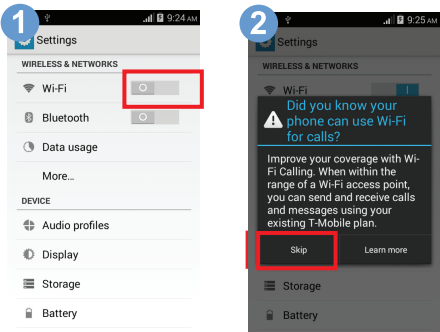 1
9:24 AM
Settings
WIRELESS & NETWORKS
Wi-Fi
Bluetooth
Data usage
More...
DEVICE
Audio profiles
Display
Storage
Battery
2
9:25 AM
Settings
WIRELESS & NETWORKS
Wi-Fi
Did you know your
phone can use Wi-Fi
for calls?
Improve your coverage with Wi-
Fi Calling. When within the
range of a Wi-Fi access point,
you can send and receive calls
and messages using your
existing T-Mobile plan.
Skip Learn more
Storage
Battery